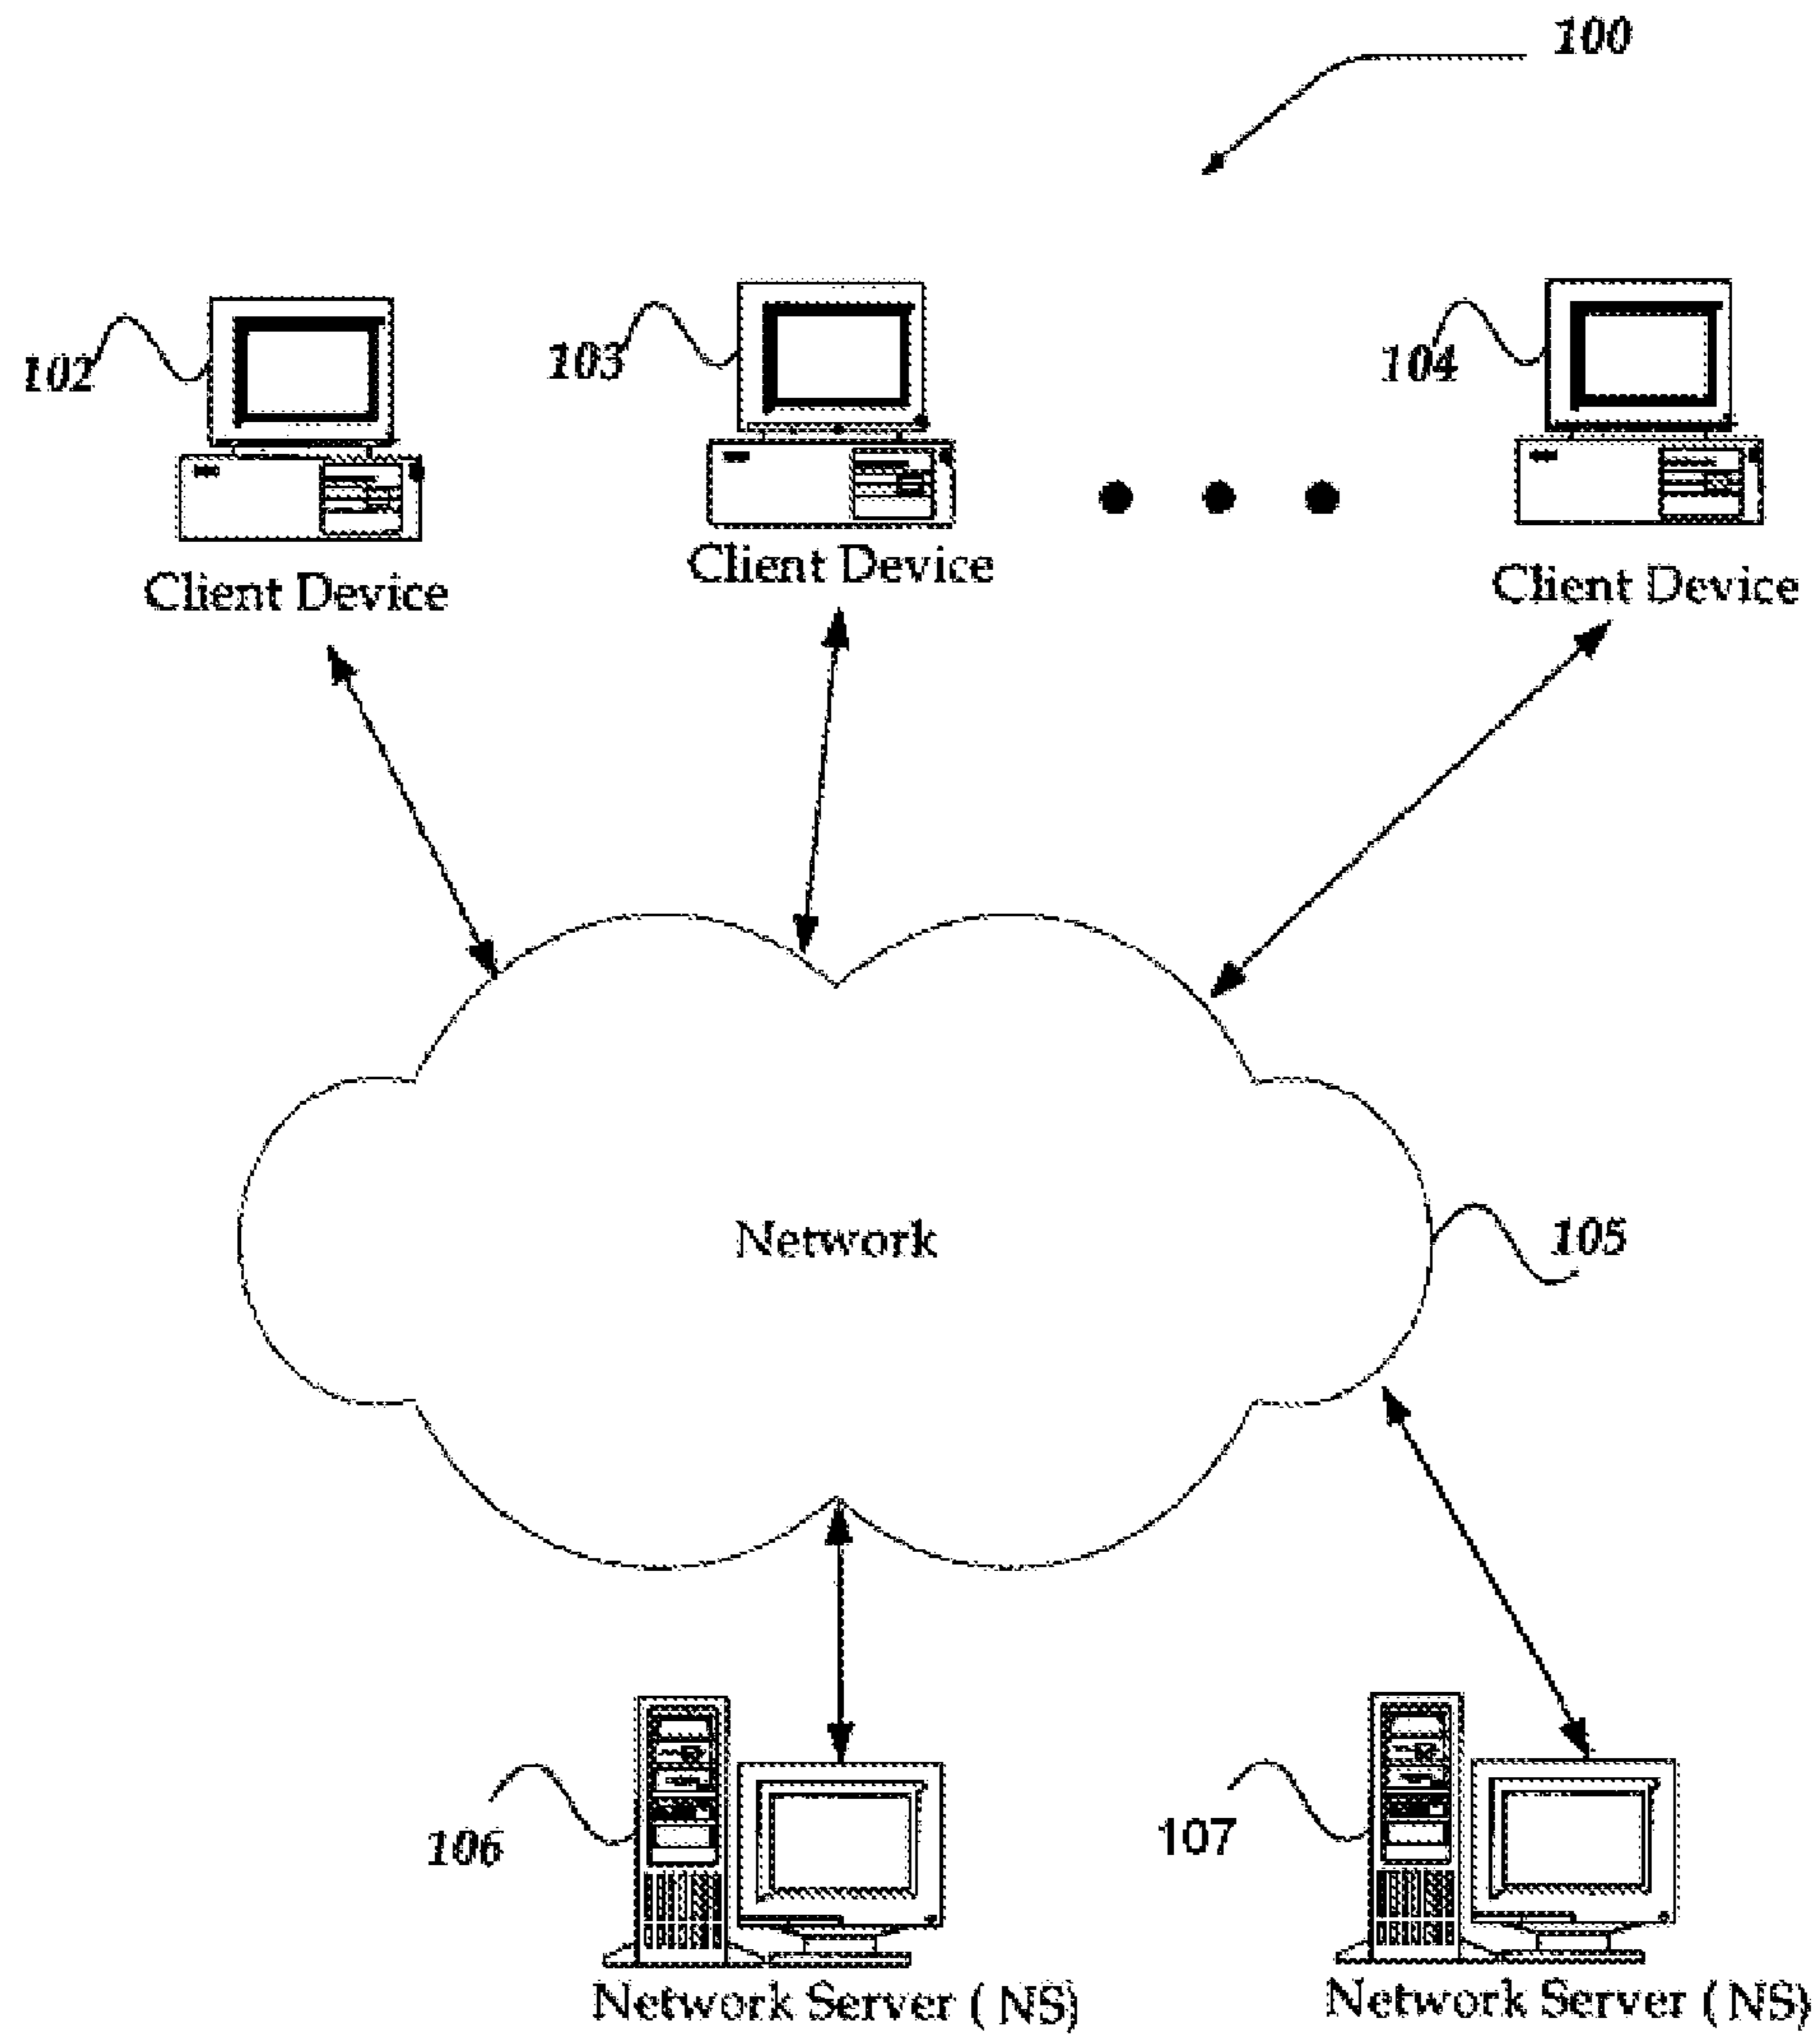 100
102
103
104
Client Device
Client Device
Client Device
Network
105
106
107
Network Server ( NS)
Network Server ( NS)